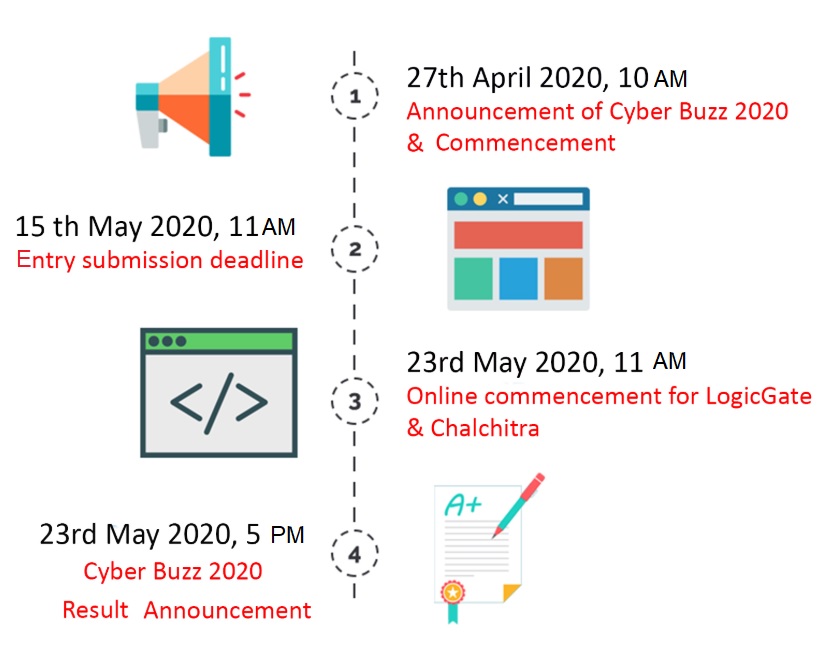 1
27th April 2020, 10 AM
Announcement of Cyber Buzz 2020
& Commencement
15 th May 2020, 11 AM
Entry submission deadline
2
23rd May 2020, 11 AM
Online commencement for LogicGate
& Chalchitra
</>
3
A+
23rd May 2020, 5 PM
Cyber Buzz 2020
Result Announcement
4